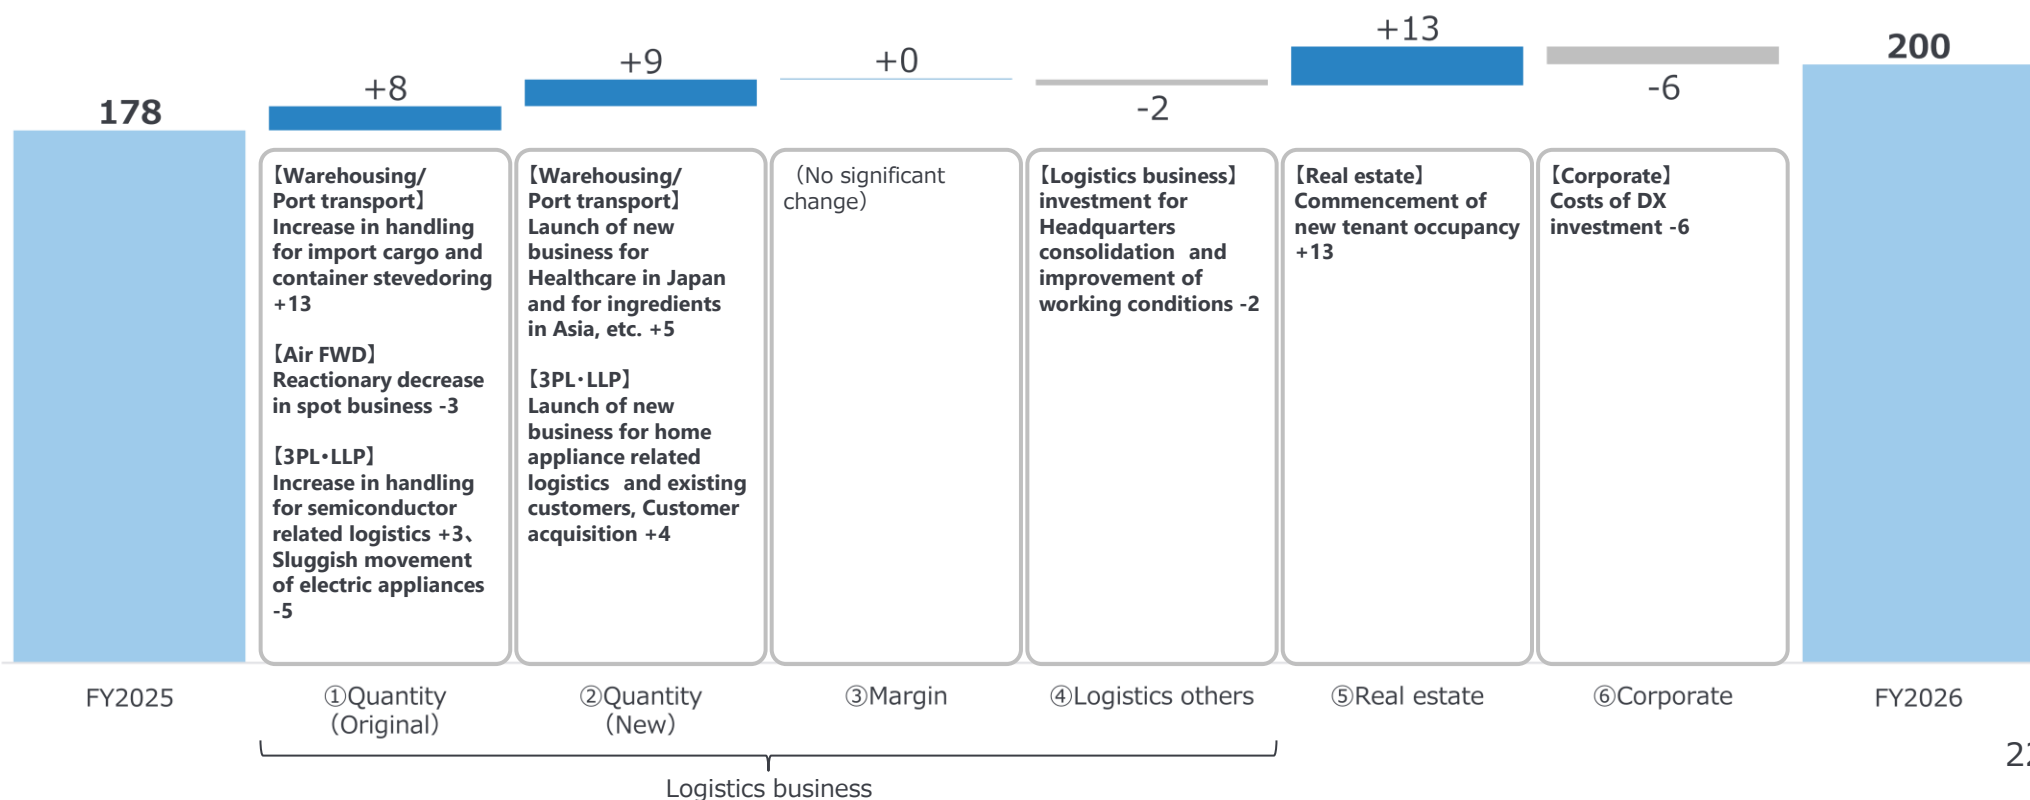 178
+8
+9
+0
-2
+13
-6
200
【Warehousing/
Port transport】
Increase in handling
for import cargo and
container stevedoring
+13
【Air FWD】
Reactionary decrease
in spot business -3
【3PL・LLP】
Increase in handling
for semiconductor
related logistics +3、
Sluggish movement
of electric appliances
-5
【Warehousing/
Port transport】
Launch of new
business for
Healthcare in Japan
and for ingredients
in Asia, etc. +5
【3PL・LLP】
Launch of new
business for home
appliance related
logistics and existing
customers, Customer
acquisition +4
（No significant
change）
【Logistics business】
investment for
Headquarters
consolidation and
improvement of
working conditions -2
【Real estate】
Commencement of
new tenant occupancy
+13
【Corporate】
Costs of DX
investment -6
FY2025
①Quantity
（Original）
②Quantity
（New）
③Margin
④Logistics others
⑤Real estate
⑥Corporate
FY2026
Logistics business